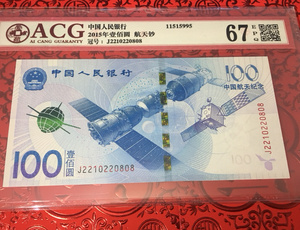 ACG
AI CANG GUARANTY
中国人民银行
11515995
2015年壹佰圆 航天钞
冠号：J2210220808
67 EPQ
中国人民银行
100
中国航天纪念
100
壹佰圆
J2210220808